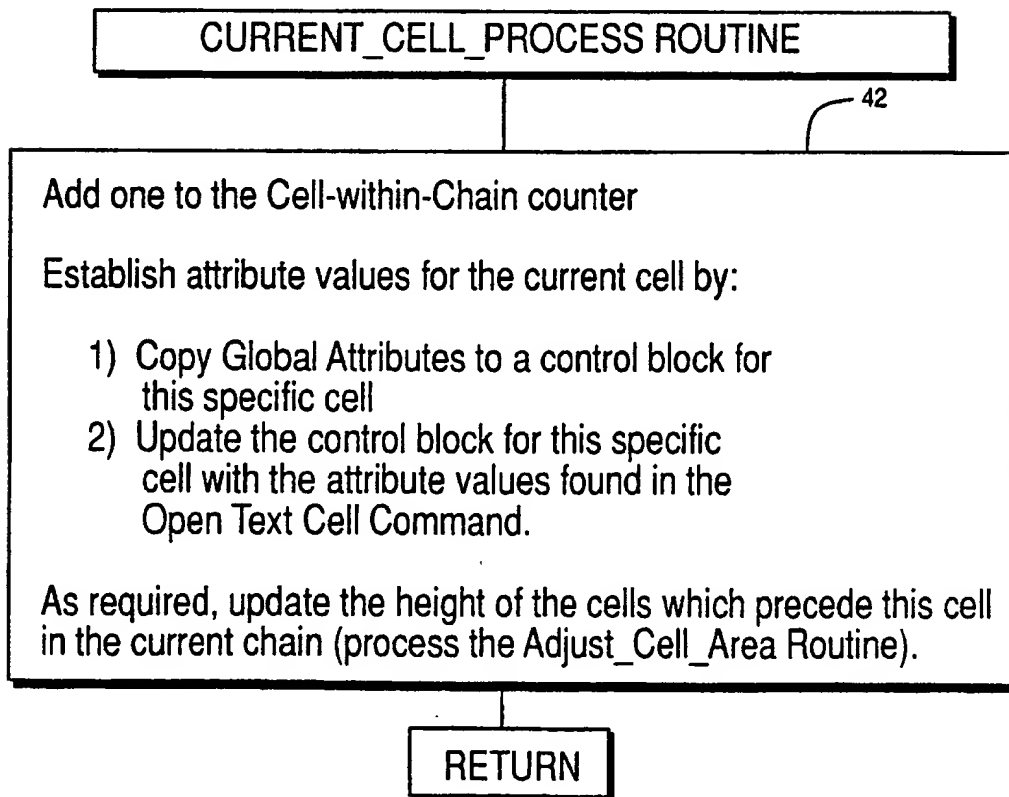 CURRENT_CELL_PROCESS ROUTINE
42
Add one to the Cell-within-Chain counter
Establish attribute values for the current cell by:
1) Copy Global Attributes to a control block for
this specific cell
2) Update the control block for this specific
cell with the attribute values found in the
Open Text Cell Command.
As required, update the height of the cells which precede this cell
in the current chain (process the Adjust_Cell_Area Routine).
RETURN